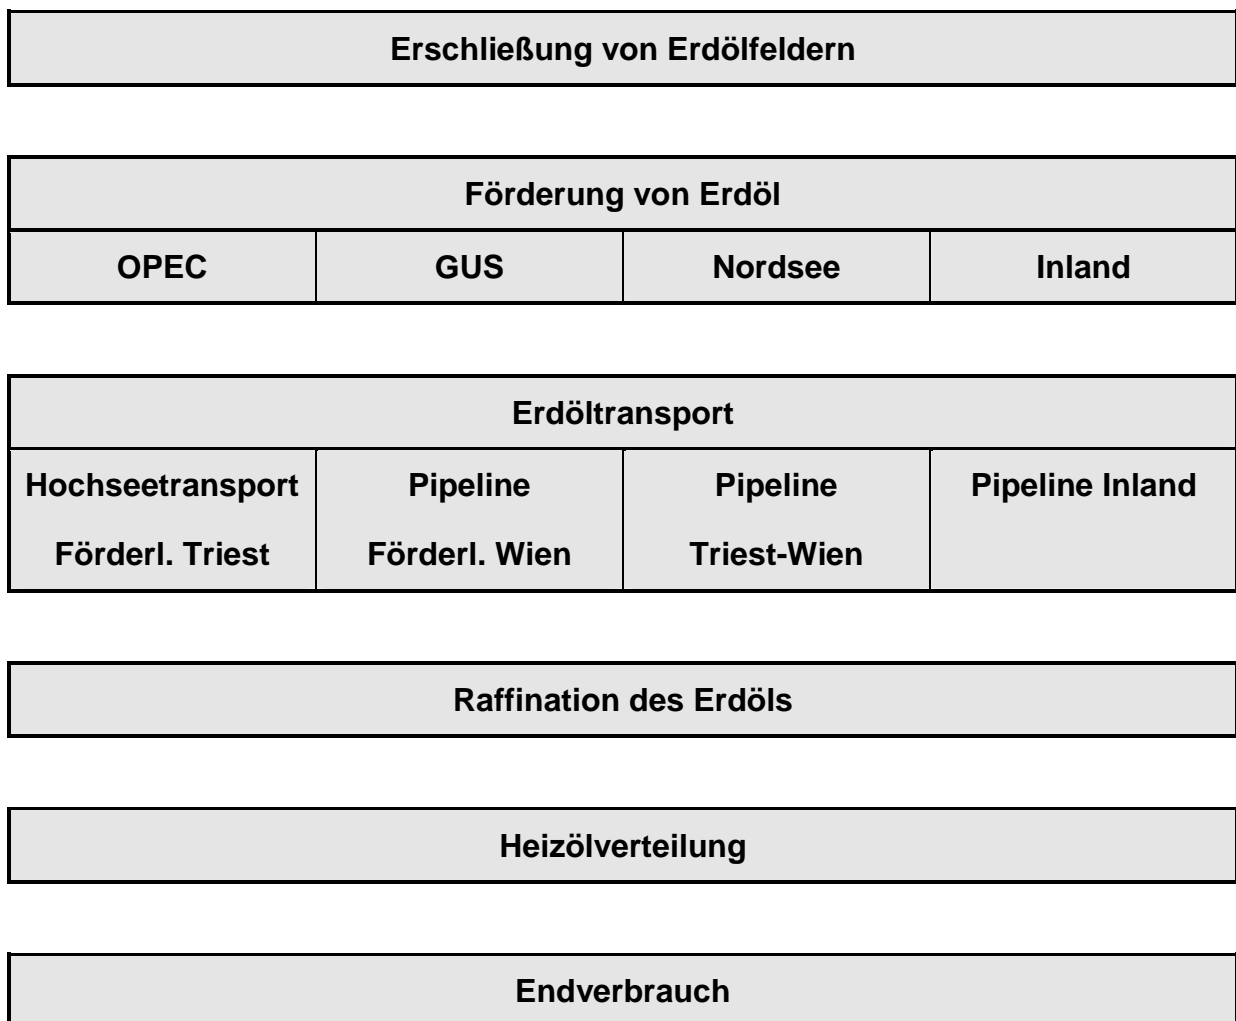 Erschließung von Erdölfeldern
Förderung von Erdöl
OPEC GUS Nordsee Inland
Erdöltransport
Hochseetransport Pipeline Pipeline Pipeline Inland
Förderl. Triest Förderl. Wien Triest-Wien
Raffination des Erdöls
Heizölverteilung
Endverbrauch